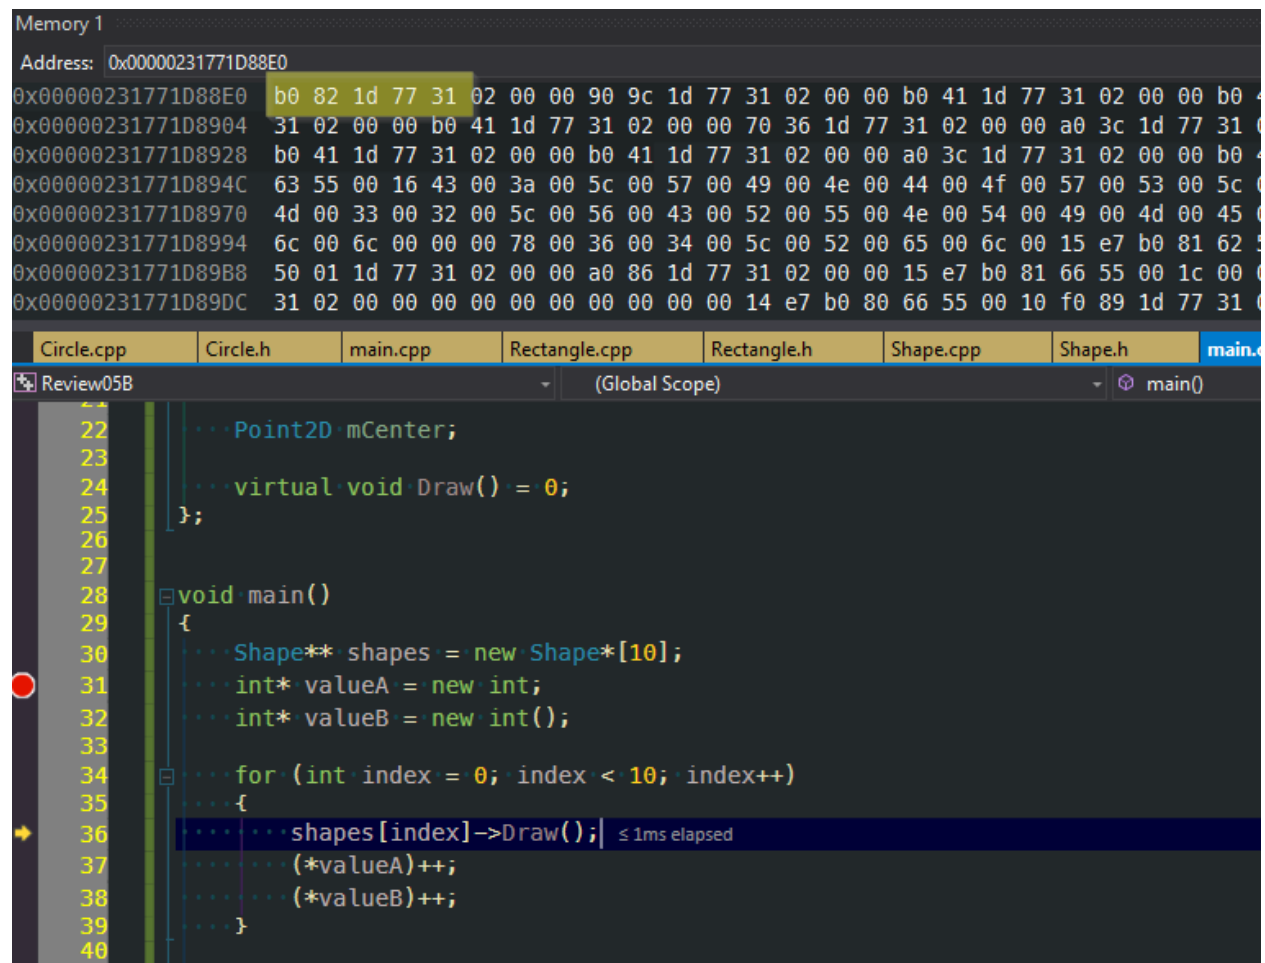 Memory 1
Address: 0x00000231771D88E0
0x00000231771D88E0 b0 82 1d 77 31 02 00 00 90 9c 1d 77 31 02 00 00 b0 41 1d 77 31 02 00 00 b0
0x00000231771D8904 31 02 00 00 b0 41 1d 77 31 02 00 00 70 36 1d 77 31 02 00 00 a0 3c 1d 77 31
0x00000231771D8928 b0 41 1d 77 31 02 00 00 b0 41 1d 77 31 02 00 00 a0 3c 1d 77 31 02 00 00 b0
0x00000231771D894C 63 55 00 16 43 00 3a 00 5c 00 57 00 49 00 4e 00 44 00 4f 00 57 00 53 00 5c
0x00000231771D8970 4d 00 33 00 32 00 5c 00 56 00 43 00 52 00 55 00 4e 00 54 00 49 00 4d 00 45
0x00000231771D8994 6c 00 6c 00 00 00 78 00 36 00 34 00 5c 00 52 00 65 00 6c 00 15 e7 b0 81 62
0x00000231771D89B8 50 01 1d 77 31 02 00 00 a0 86 1d 77 31 02 00 00 15 e7 b0 81 66 55 00 1c 00
0x00000231771D89DC 31 02 00 00 00 00 00 00 00 00 00 00 14 e7 b0 80 66 55 00 10 f0 89 1d 77 31
Circle.cpp Circle.h main.cpp Rectangle.cpp Rectangle.h Shape.cpp Shape.h main.c
Review05B (Global Scope) main()
21
22 Point2D mCenter;
23
24 virtual void Draw() = 0;
25 };
26
27
28 void main()
29 {
30 Shape** shapes = new Shape*[10];
31 int* valueA = new int;
32 int* valueB = new int();
33
34 for (int index = 0; index < 10; index++)
35 {
36 shapes[index]->Draw(); ≤ 1ms elapsed
37 (*valueA)++;
38 (*valueB)++;
39 }
40